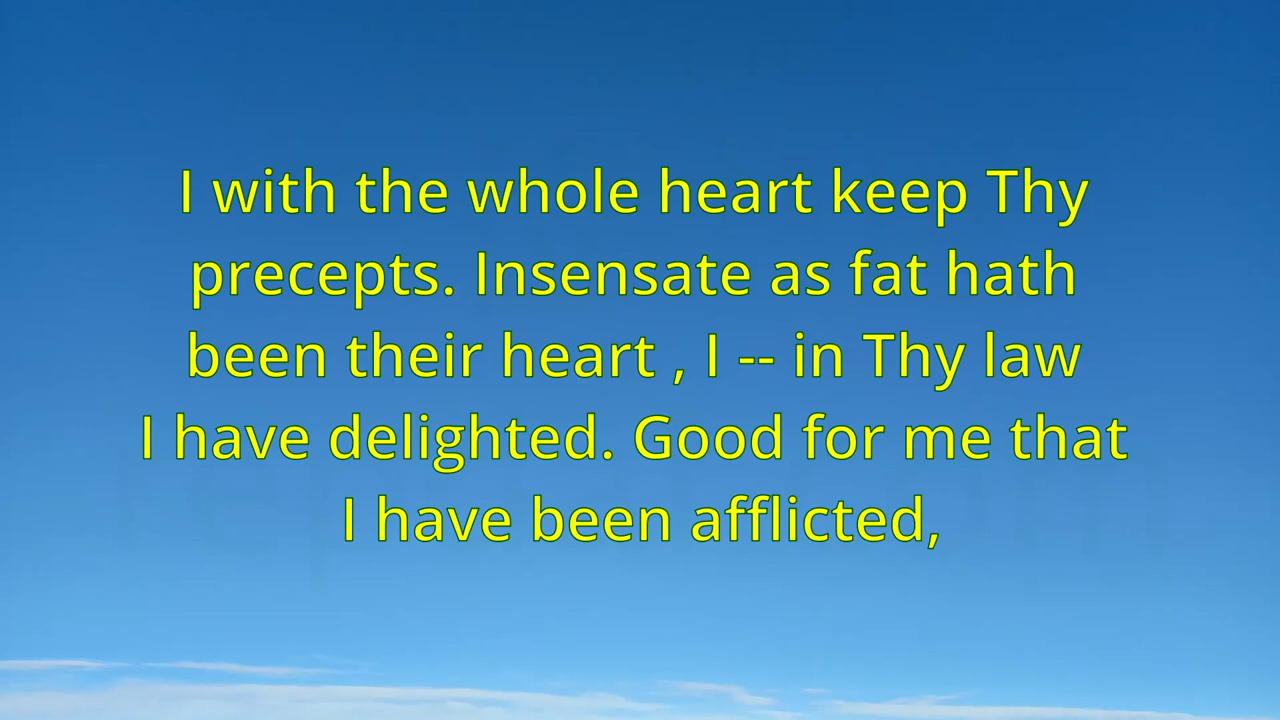 I with the whole heart keep Thy
precepts. Insensate as fat hath
been their heart , I -- in Thy law
I have delighted. Good for me that
I have been afflicted,